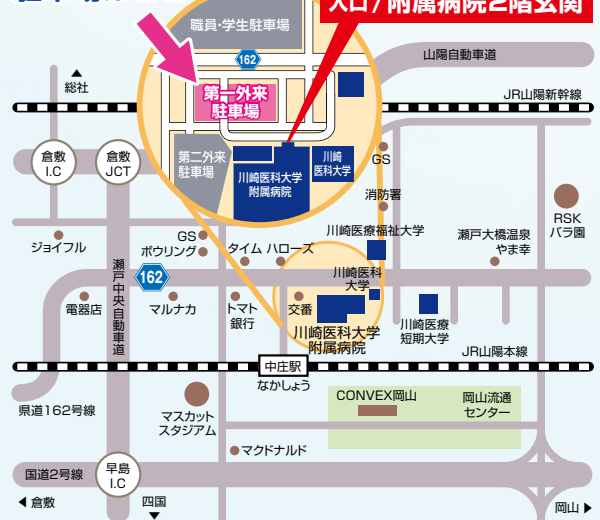 入口/附属病院2階玄関
職員・学生駐車場
162
山陽自動車道
総社
JR山陽新幹線
第一外来
駐車場
倉敷
I.C
倉敷
JCT
第二外来
駐車場
川崎医科大学
附属病院
川崎
医科大学
GS
消防署
RSK
バラ園
ジョイフル
GS
ボウリング
タイム
ハローズ
川崎医療福祉大学
瀬戸大橋温泉
やま幸
瀬戸中央自動車道
162
川崎医科
大学
電器店
マルナカ
トマト
銀行
交番
川崎医科大学
附属病院
川崎医療
短期大学
JR山陽本線
中庄駅
なかしょう
県道162号線
マスカット
スタジアム
CONVEX岡山
岡山流通
センター
マクドナルド
国道2号線
早島
I.C
倉敷
四国
岡山